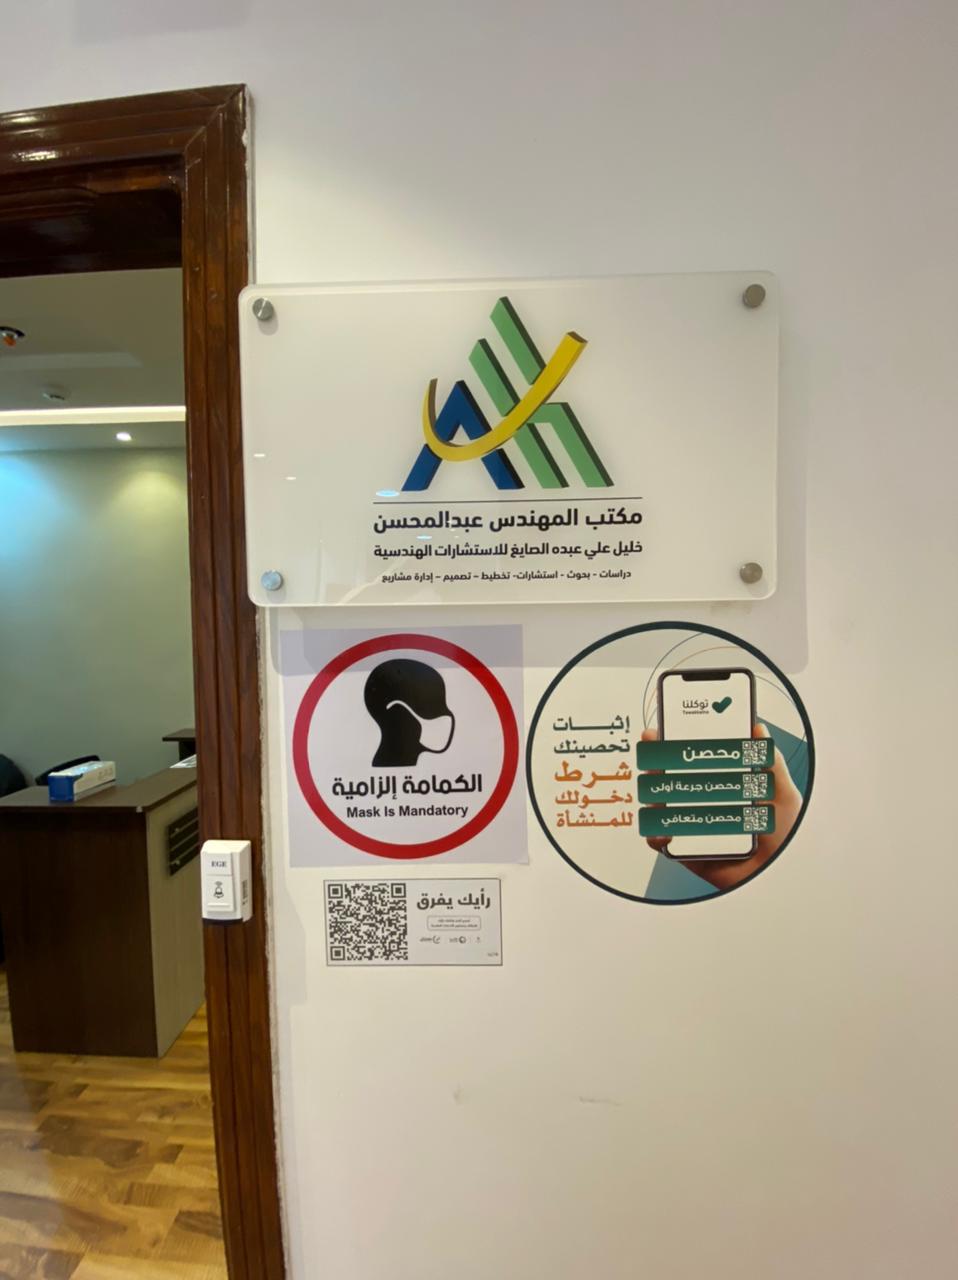 مكتب المهندس عبدالمحسن
خليل علي عبده الصايغ للاستشارات الهندسية
دراسات - بحوث - استشارات- تخطيط – تصميم – إدارة مشاريع
الكمامة إلزامية
Mask Is Mandatory
توكلنا
Tawakkalna
إثبات
تحصينك
شرط
دخولك
للمنشأة
محصن
محصن جرعة أولى
محصن متعافي
رأيك يفرق
EGE